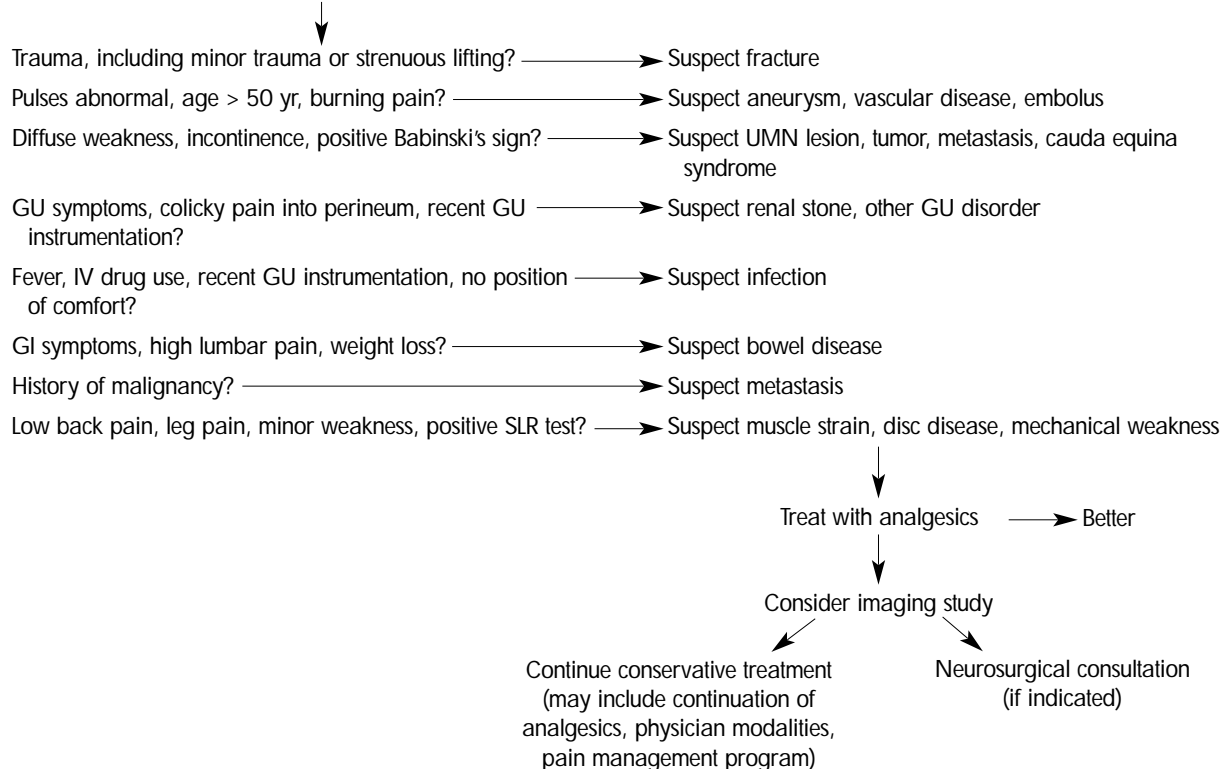 Trauma, including minor trauma or strenuous lifting? Suspect fracture
Pulses abnormal, age > 50 yr, burning pain? Suspect aneurysm, vascular disease, embolus
Diffuse weakness, incontinence, positive Babinski's sign? Suspect UMN lesion, tumor, metastasis, cauda equina
syndrome
GU symptoms, colicky pain into perineum, recent GU Suspect renal stone, other GU disorder
instrumentation?
Fever, IV drug use, recent GU instrumentation, no position Suspect infection
of comfort?
GI symptoms, high lumbar pain, weight loss? Suspect bowel disease
History of malignancy? Suspect metastasis
Low back pain, leg pain, minor weakness, positive SLR test? Suspect muscle strain, disc disease, mechanical weakness
Treat with analgesics Better
Consider imaging study
Continue conservative treatment
(may include continuation of
analgesics, physician modalities,
pain management program)
Neurosurgical consultation
(if indicated)